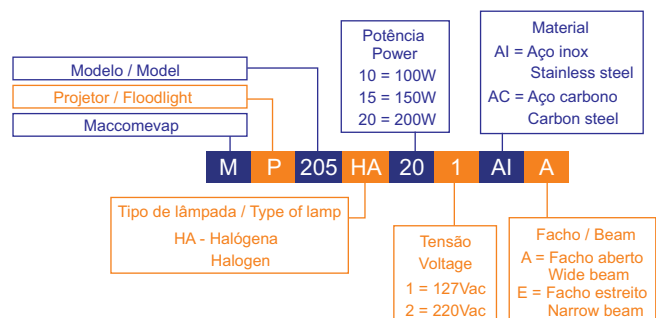 Potência
Power
10 = 100W
15 = 150W
20 = 200W
Material
AI = Aço inox
Stainless steel
AC = Aço carbono
Carbon steel
Modelo / Model
Projetor / Floodlight
Maccomevap
M P 205 HA 20 1 AI A
Tipo de lâmpada / Type of lamp
HA - Halógena
Halogen
Tensão
Voltage
1 = 127Vac
2 = 220Vac
Facho / Beam
A = Facho aberto
Wide beam
E = Facho estreito
Narrow beam